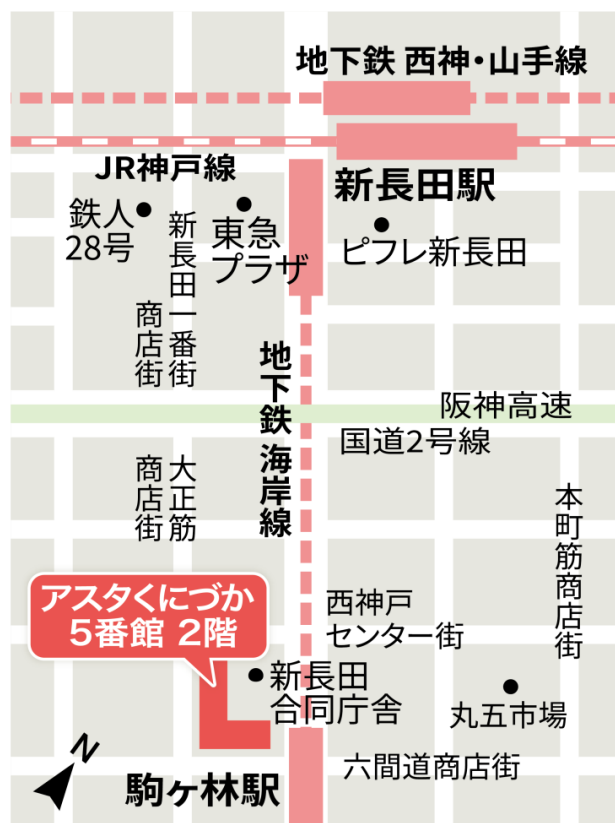 地下鉄 西神・山手線
JR神戸線
新長田駅
鉄人
28号
新長田一番街
商店街
東急
プラザ
ピフレ新長田
地下鉄 海岸線
阪神高速
国道2号線
大正筋
商店街
本町筋商店街
アスタくにづか
5番館 2階
西神戸
センター街
新長田
合同庁舎
丸五市場
六間道商店街
駒ヶ林駅
N